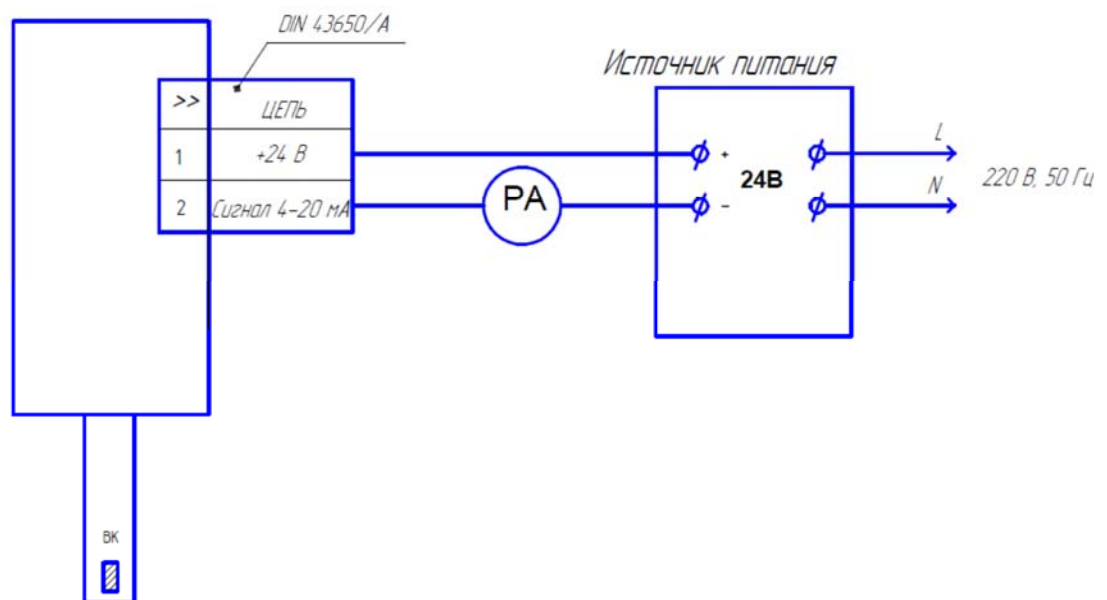 DIN 43650/А
Источник питания
>>
ЦЕПЬ
1
+24 В
2
Сигнал 4-20 мА
PA
+
24В
-
L
N
220 В, 50 Гц
ВК